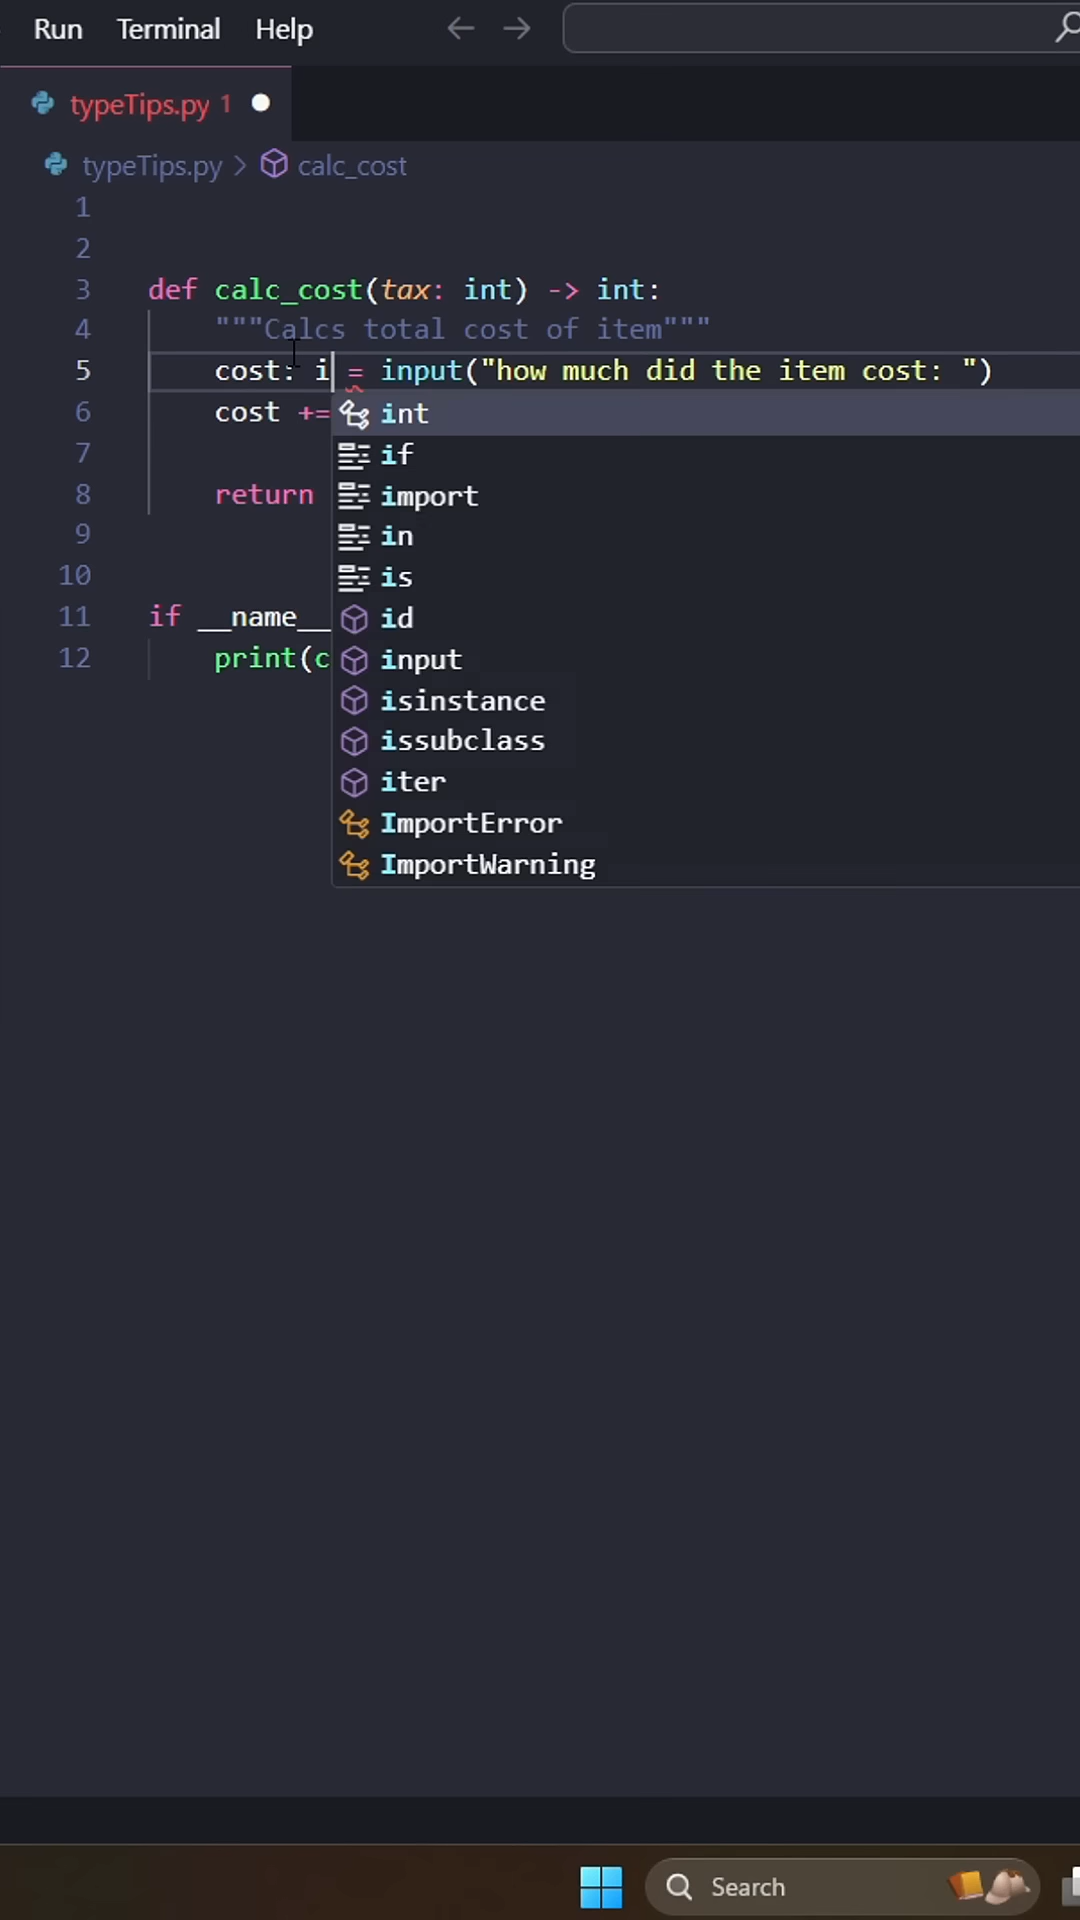 Run Terminal Help
typeTips.py 1
typeTips.py > calc_cost
1
2
3 def calc_cost(tax: int) -> int:
4 """Calcs total cost of item"""
5 cost: i = input("how much did the item cost: ")
6 cost +=
int
if
7
import
8 return
in
9
is
10
id
11 if __name__
input
12 print(c
isinstance
issubclass
iter
ImportError
ImportWarning
Search